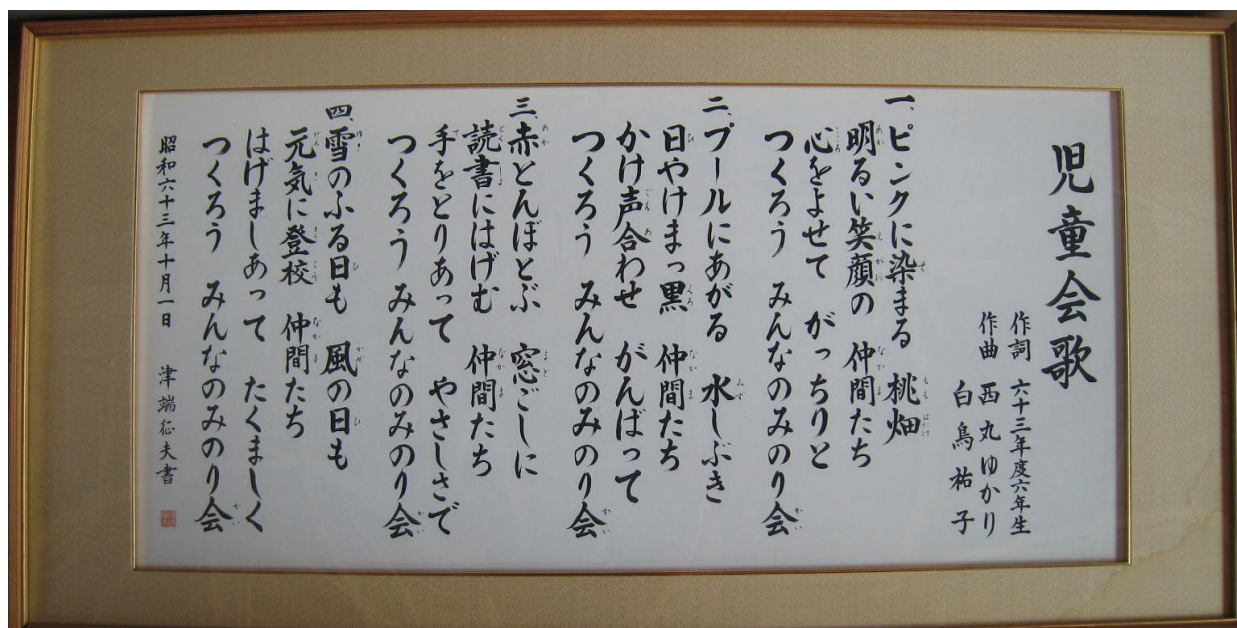 児童会歌
作詞 六十三年度六年生
作曲 西丸ゆかり
白鳥祐子
一、ピンクに染まる 桃畑
明るい笑顔の 仲間たち
心をよせて がっちりと
つくろう みんなのみのり会
二、プールにあがる 水しぶき
日やけまっ黒 仲間たち
かけ声合わせ がんばって
つくろう みんなのみのり会
三、赤とんぼとぶ 窓ごしに
読書にはげむ 仲間たち
手をとりあって やさしさで
つくろう みんなのみのり会
四、雪のふる日も 風の日も
元気に登校 仲間たち
はげましあって たくましく
つくろう みんなのみのり会
昭和六十三年十月一日 津端征夫書